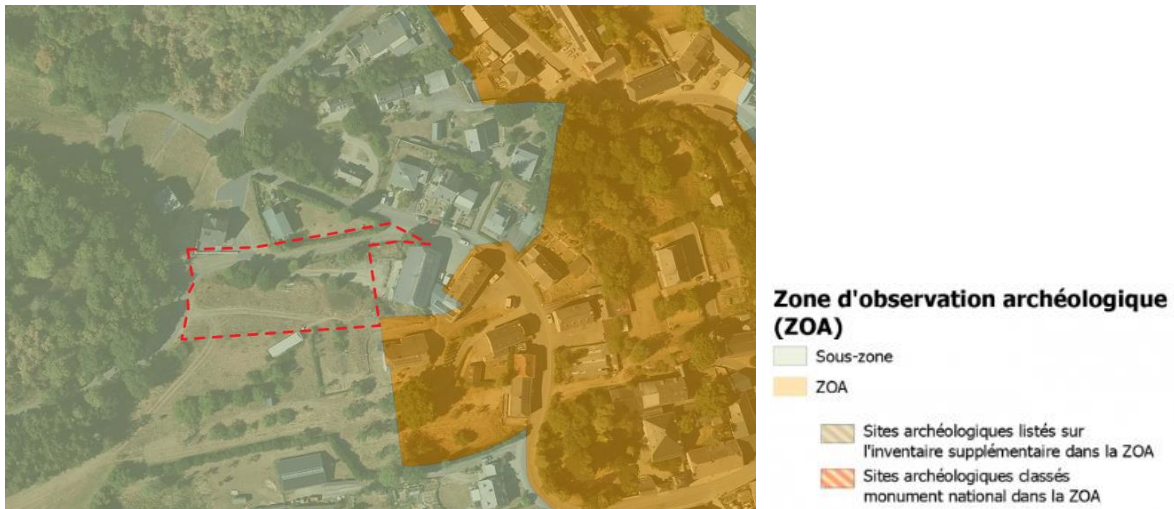 Zone d'observation archéologique
(ZOA)
Sous-zone
ZOA
Sites archéologiques listés sur
l'inventaire supplémentaire dans la ZOA
Sites archéologiques classés
monument national dans la ZOA